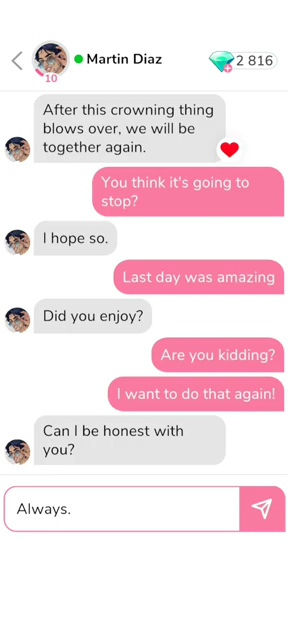 Martin Diaz
2 816
10
After this crowning thing
blows over, we will be
together again.
You think it's going to
stop?
I hope so.
Last day was amazing
Did you enjoy?
Are you kidding?
I want to do that again!
Can I be honest with
you?
Always.